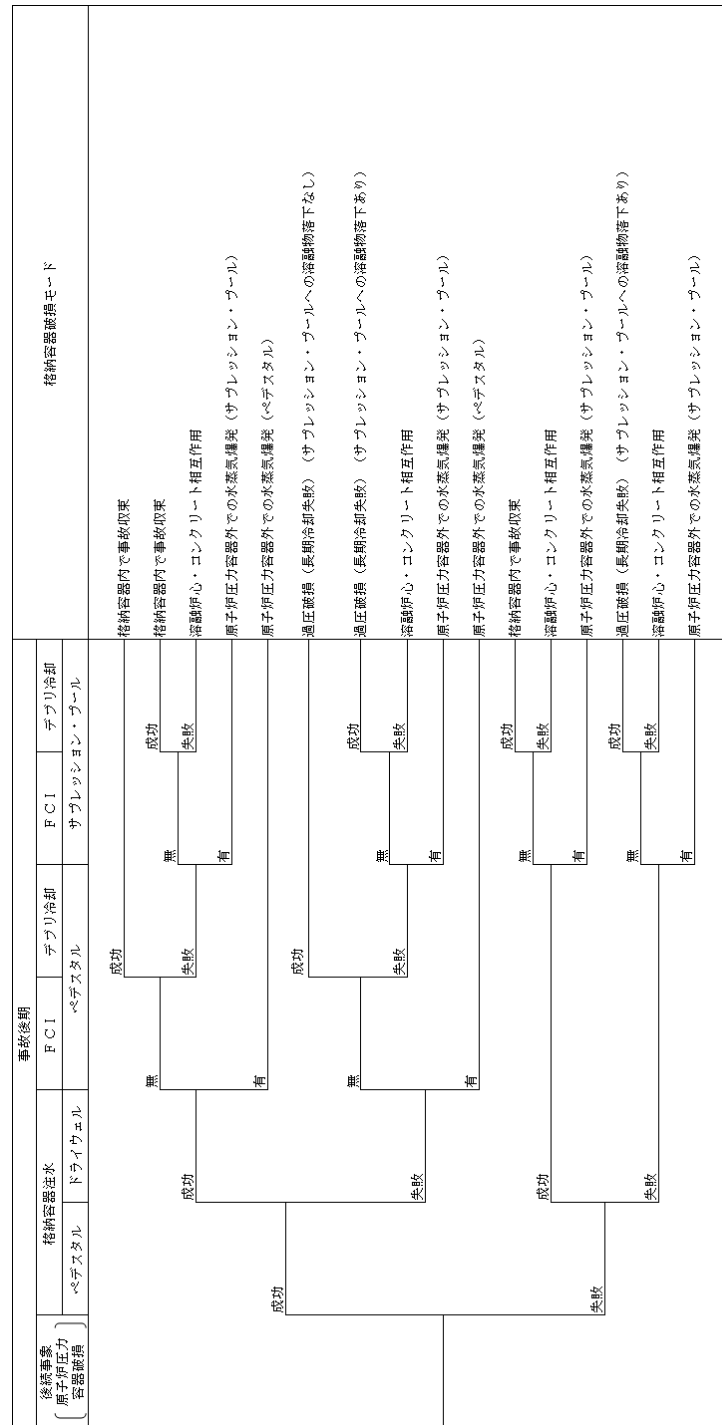 後続事象
原子炉圧力
容器破損
事故後期
格納容器注水
ペデスタル
ドライウェル
FCI
デブリ冷却
ペデスタル
FCI
デブリ冷却
サプレッション・プール
格納容器破損モード
成功
失敗
成功
失敗
成功
失敗
無
有
無
有
成功
失敗
成功
失敗
無
有
無
有
無
有
無
有
成功
失敗
成功
失敗
成功
失敗
成功
失敗
格納容器内で事故収束
格納容器内で事故収束
溶融炉心・コンクリート相互作用
原子炉圧力容器外での水蒸気爆発(サプレッション・プール)
原子炉圧力容器外での水蒸気爆発(ペデスタル)
過圧破損(長期冷却失敗)(サプレッション・プールへの溶融物落下なし)
過圧破損(長期冷却失敗)(サプレッション・プールへの溶融物落下あり)
溶融炉心・コンクリート相互作用
原子炉圧力容器外での水蒸気爆発(サプレッション・プール)
原子炉圧力容器外での水蒸気爆発(ペデスタル)
格納容器内で事故収束
溶融炉心・コンクリート相互作用
原子炉圧力容器外での水蒸気爆発(サプレッション・プール)
過圧破損(長期冷却失敗)(サプレッション・プールへの溶融物落下あり)
溶融炉心・コンクリート相互作用
原子炉圧力容器外での水蒸気爆発(サプレッション・プール)